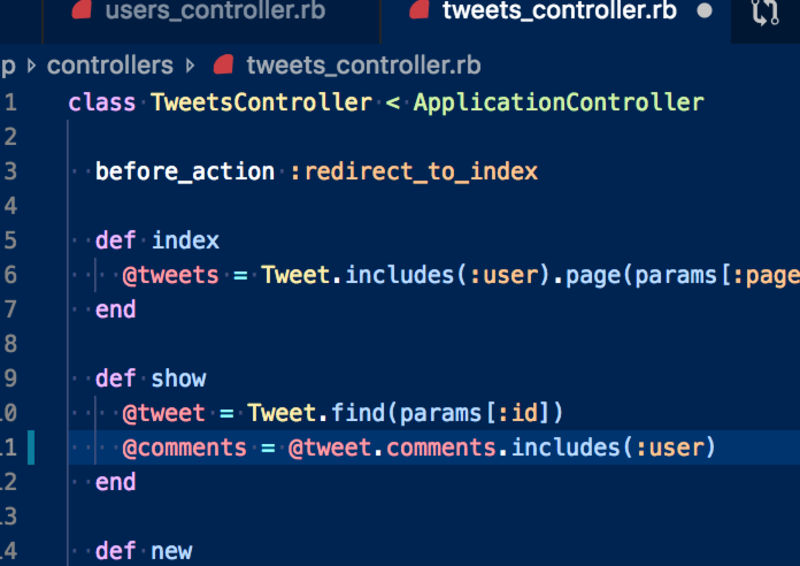 users_controller.rb tweets_controller.rb
p controllers tweets_controller.rb
1 class TweetsController < ApplicationController
2
3 before_action :redirect_to_index
4
5 def index
6 @tweets = Tweet.includes(:user).page(params[:page
7 end
8
9 def show
10 @tweet = Tweet.find(params[:id])
11 @comments = @tweet.comments.includes(:user)
12 end
13
14 def new